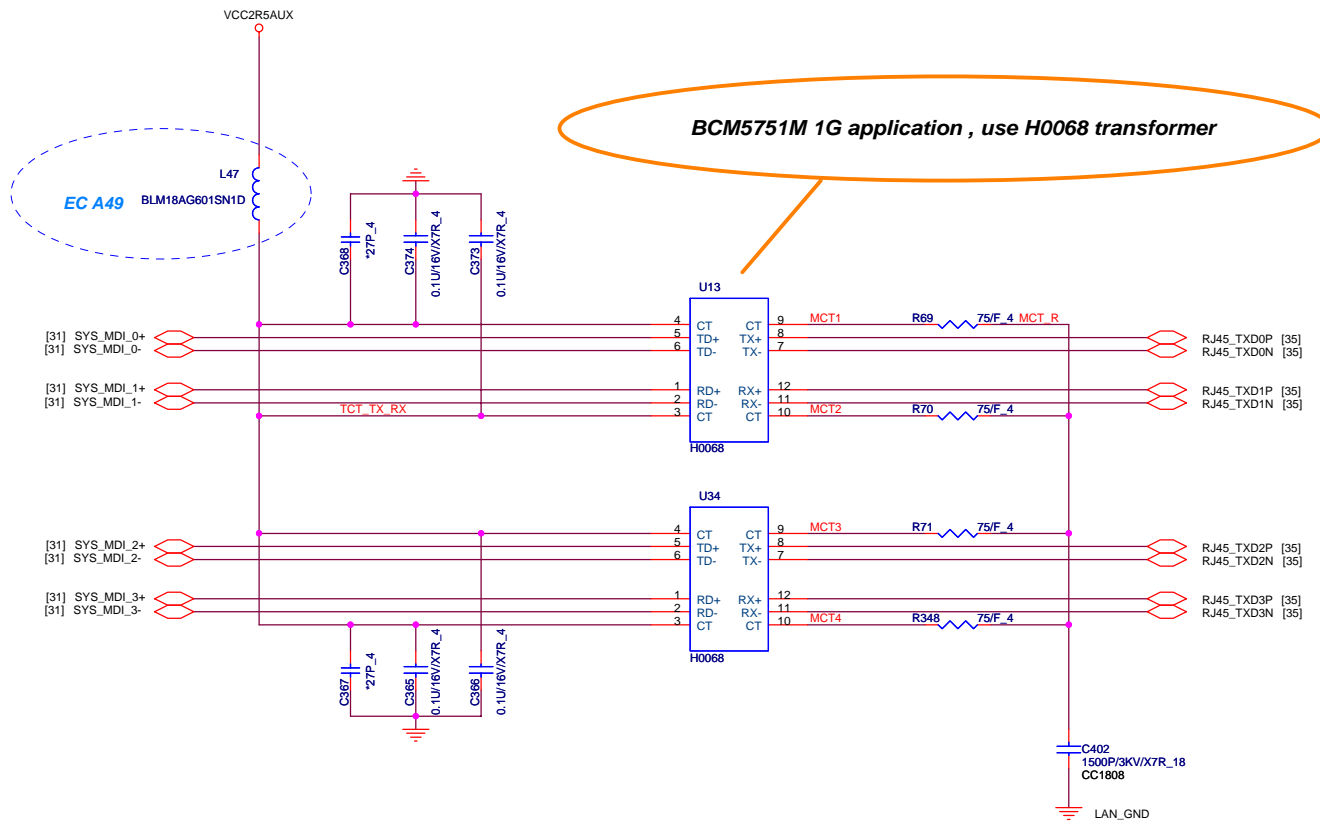 VCC2R5AUX
BCM5751M 1G application , use H0068 transformer
L47
EC A49
BLM18AG601SN1D
C368
*27P_4
C374
0.1U/16V/X7R_4
C373
0.1U/16V/X7R_4
U13
4 CT CT 9 MCT1 R69 75/F_4 MCT_R
[31] SYS_MDI_0+ 5 TD+ TX+ 8 RJ45_TXD0P [35]
[31] SYS_MDI_0- 6 TD- TX- 7 RJ45_TXD0N [35]
[31] SYS_MDI_1+ 1 RD+ RX+ 12 RJ45_TXD1P [35]
[31] SYS_MDI_1- 2 RD- RX- 11 RJ45_TXD1N [35]
TCT_TX_RX 3 CT CT 10 MCT2 R70 75/F_4
H0068
U34
4 CT CT 9 MCT3 R71 75/F_4
[31] SYS_MDI_2+ 5 TD+ TX+ 8 RJ45_TXD2P [35]
[31] SYS_MDI_2- 6 TD- TX- 7 RJ45_TXD2N [35]
[31] SYS_MDI_3+ 1 RD+ RX+ 12 RJ45_TXD3P [35]
[31] SYS_MDI_3- 2 RD- RX- 11 RJ45_TXD3N [35]
3 CT CT 10 MCT4 R348 75/F_4
H0068
C367
*27P_4
C365
0.1U/16V/X7R_4
C366
0.1U/16V/X7R_4
C402
1500P/3KV/X7R_18
CC1808
LAN_GND